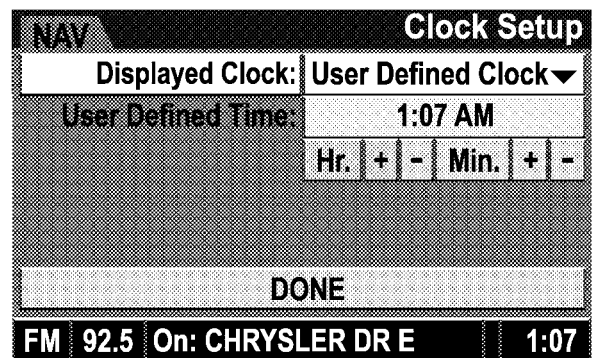 NAV Clock Setup
Displayed Clock: User Defined Clock
User Defined Time: 1:07 AM
Hr. + - Min. + -
DONE
FM 92.5 On: CHRYSLER DR E 1:07